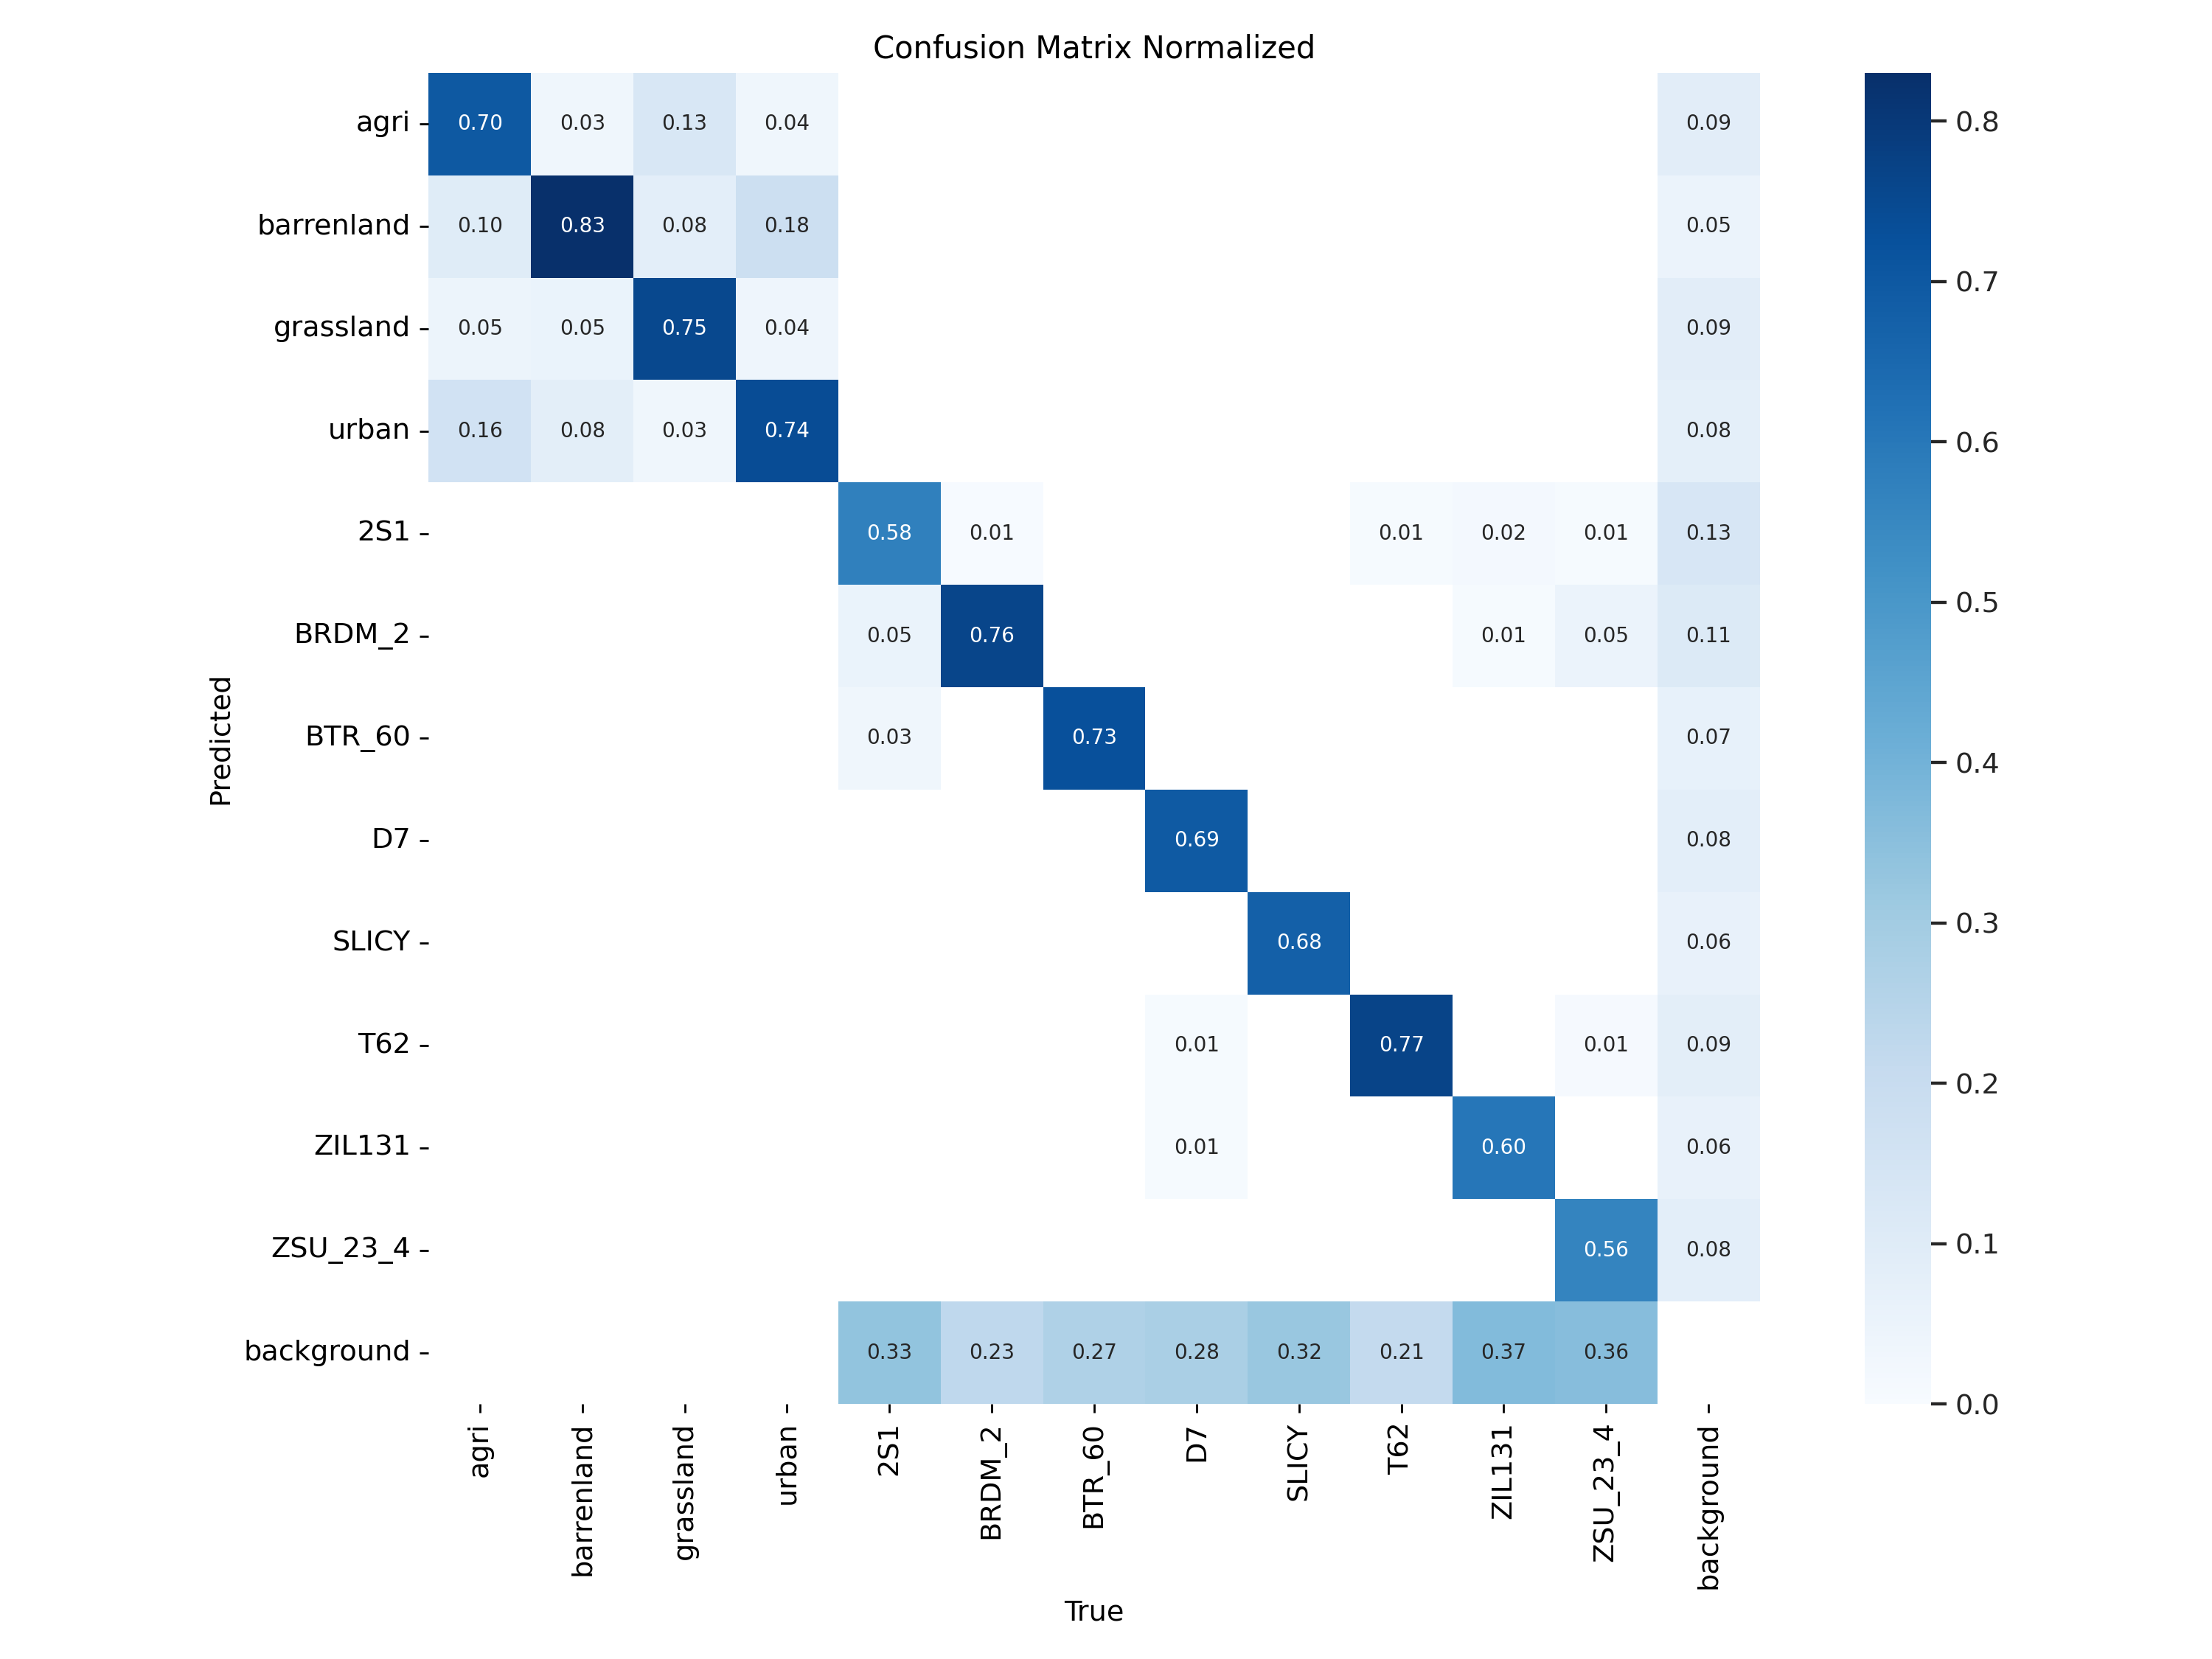 Confusion Matrix Normalized
agri 0.70 0.03 0.13 0.04 0.09
barrenland 0.10 0.83 0.08 0.18 0.05
grassland 0.05 0.05 0.75 0.04 0.09
urban 0.16 0.08 0.03 0.74 0.08
2S1 0.58 0.01 0.01 0.02 0.01 0.13
BRDM_2 0.05 0.76 0.01 0.05 0.11
BTR_60 0.03 0.73 0.07
D7 0.69 0.08
SLICY 0.68 0.06
T62 0.01 0.77 0.01 0.09
ZIL131 0.01 0.60 0.06
ZSU_23_4 0.56 0.08
background 0.33 0.23 0.27 0.28 0.32 0.21 0.37 0.36
Predicted
agri barrenland grassland urban 2S1 BRDM_2 BTR_60 D7 SLICY T62 ZIL131 ZSU_23_4 background
True
0.8
0.7
0.6
0.5
0.4
0.3
0.2
0.1
0.0